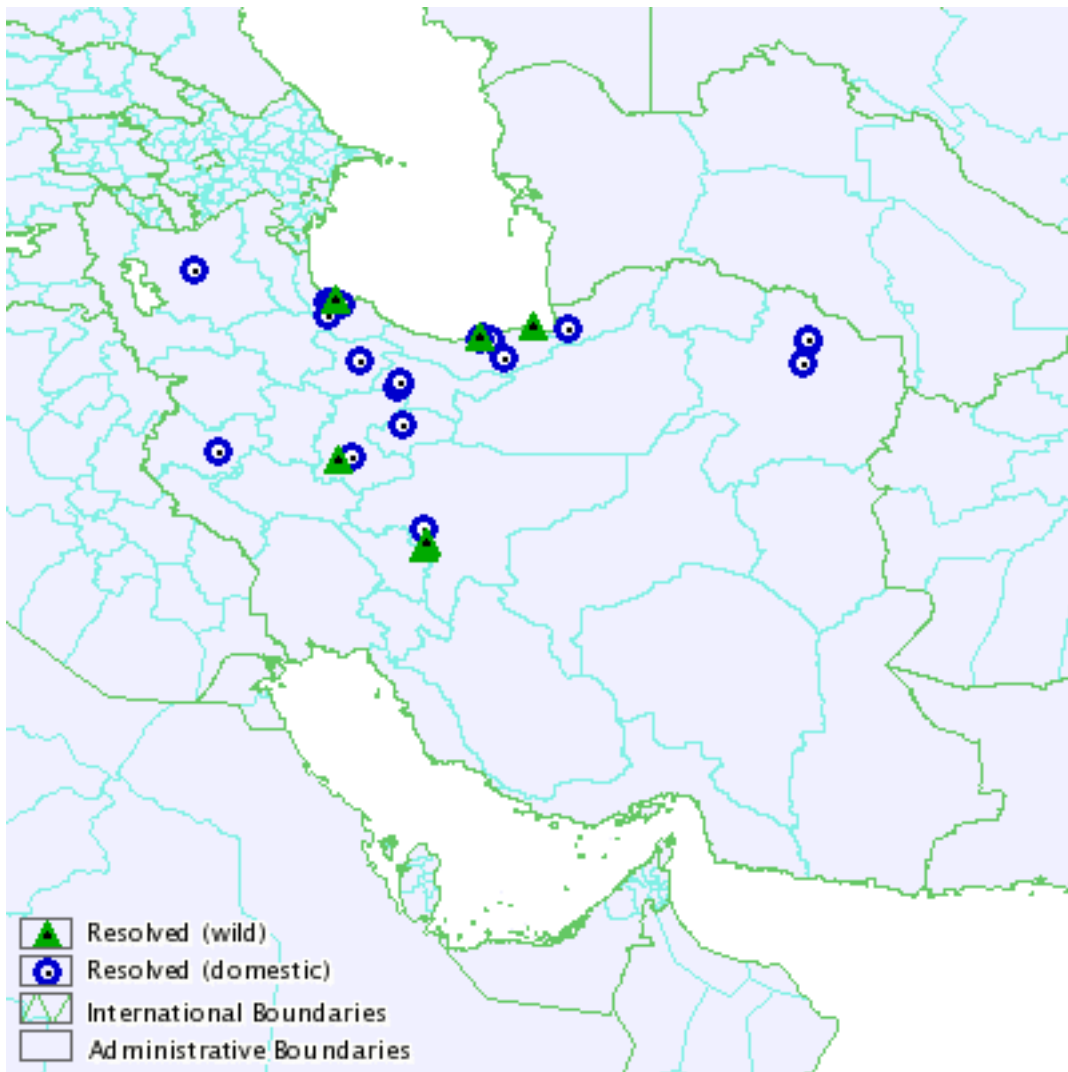 Resolved (wild)
Resolved (domestic)
International Boundaries
Administrative Boundaries